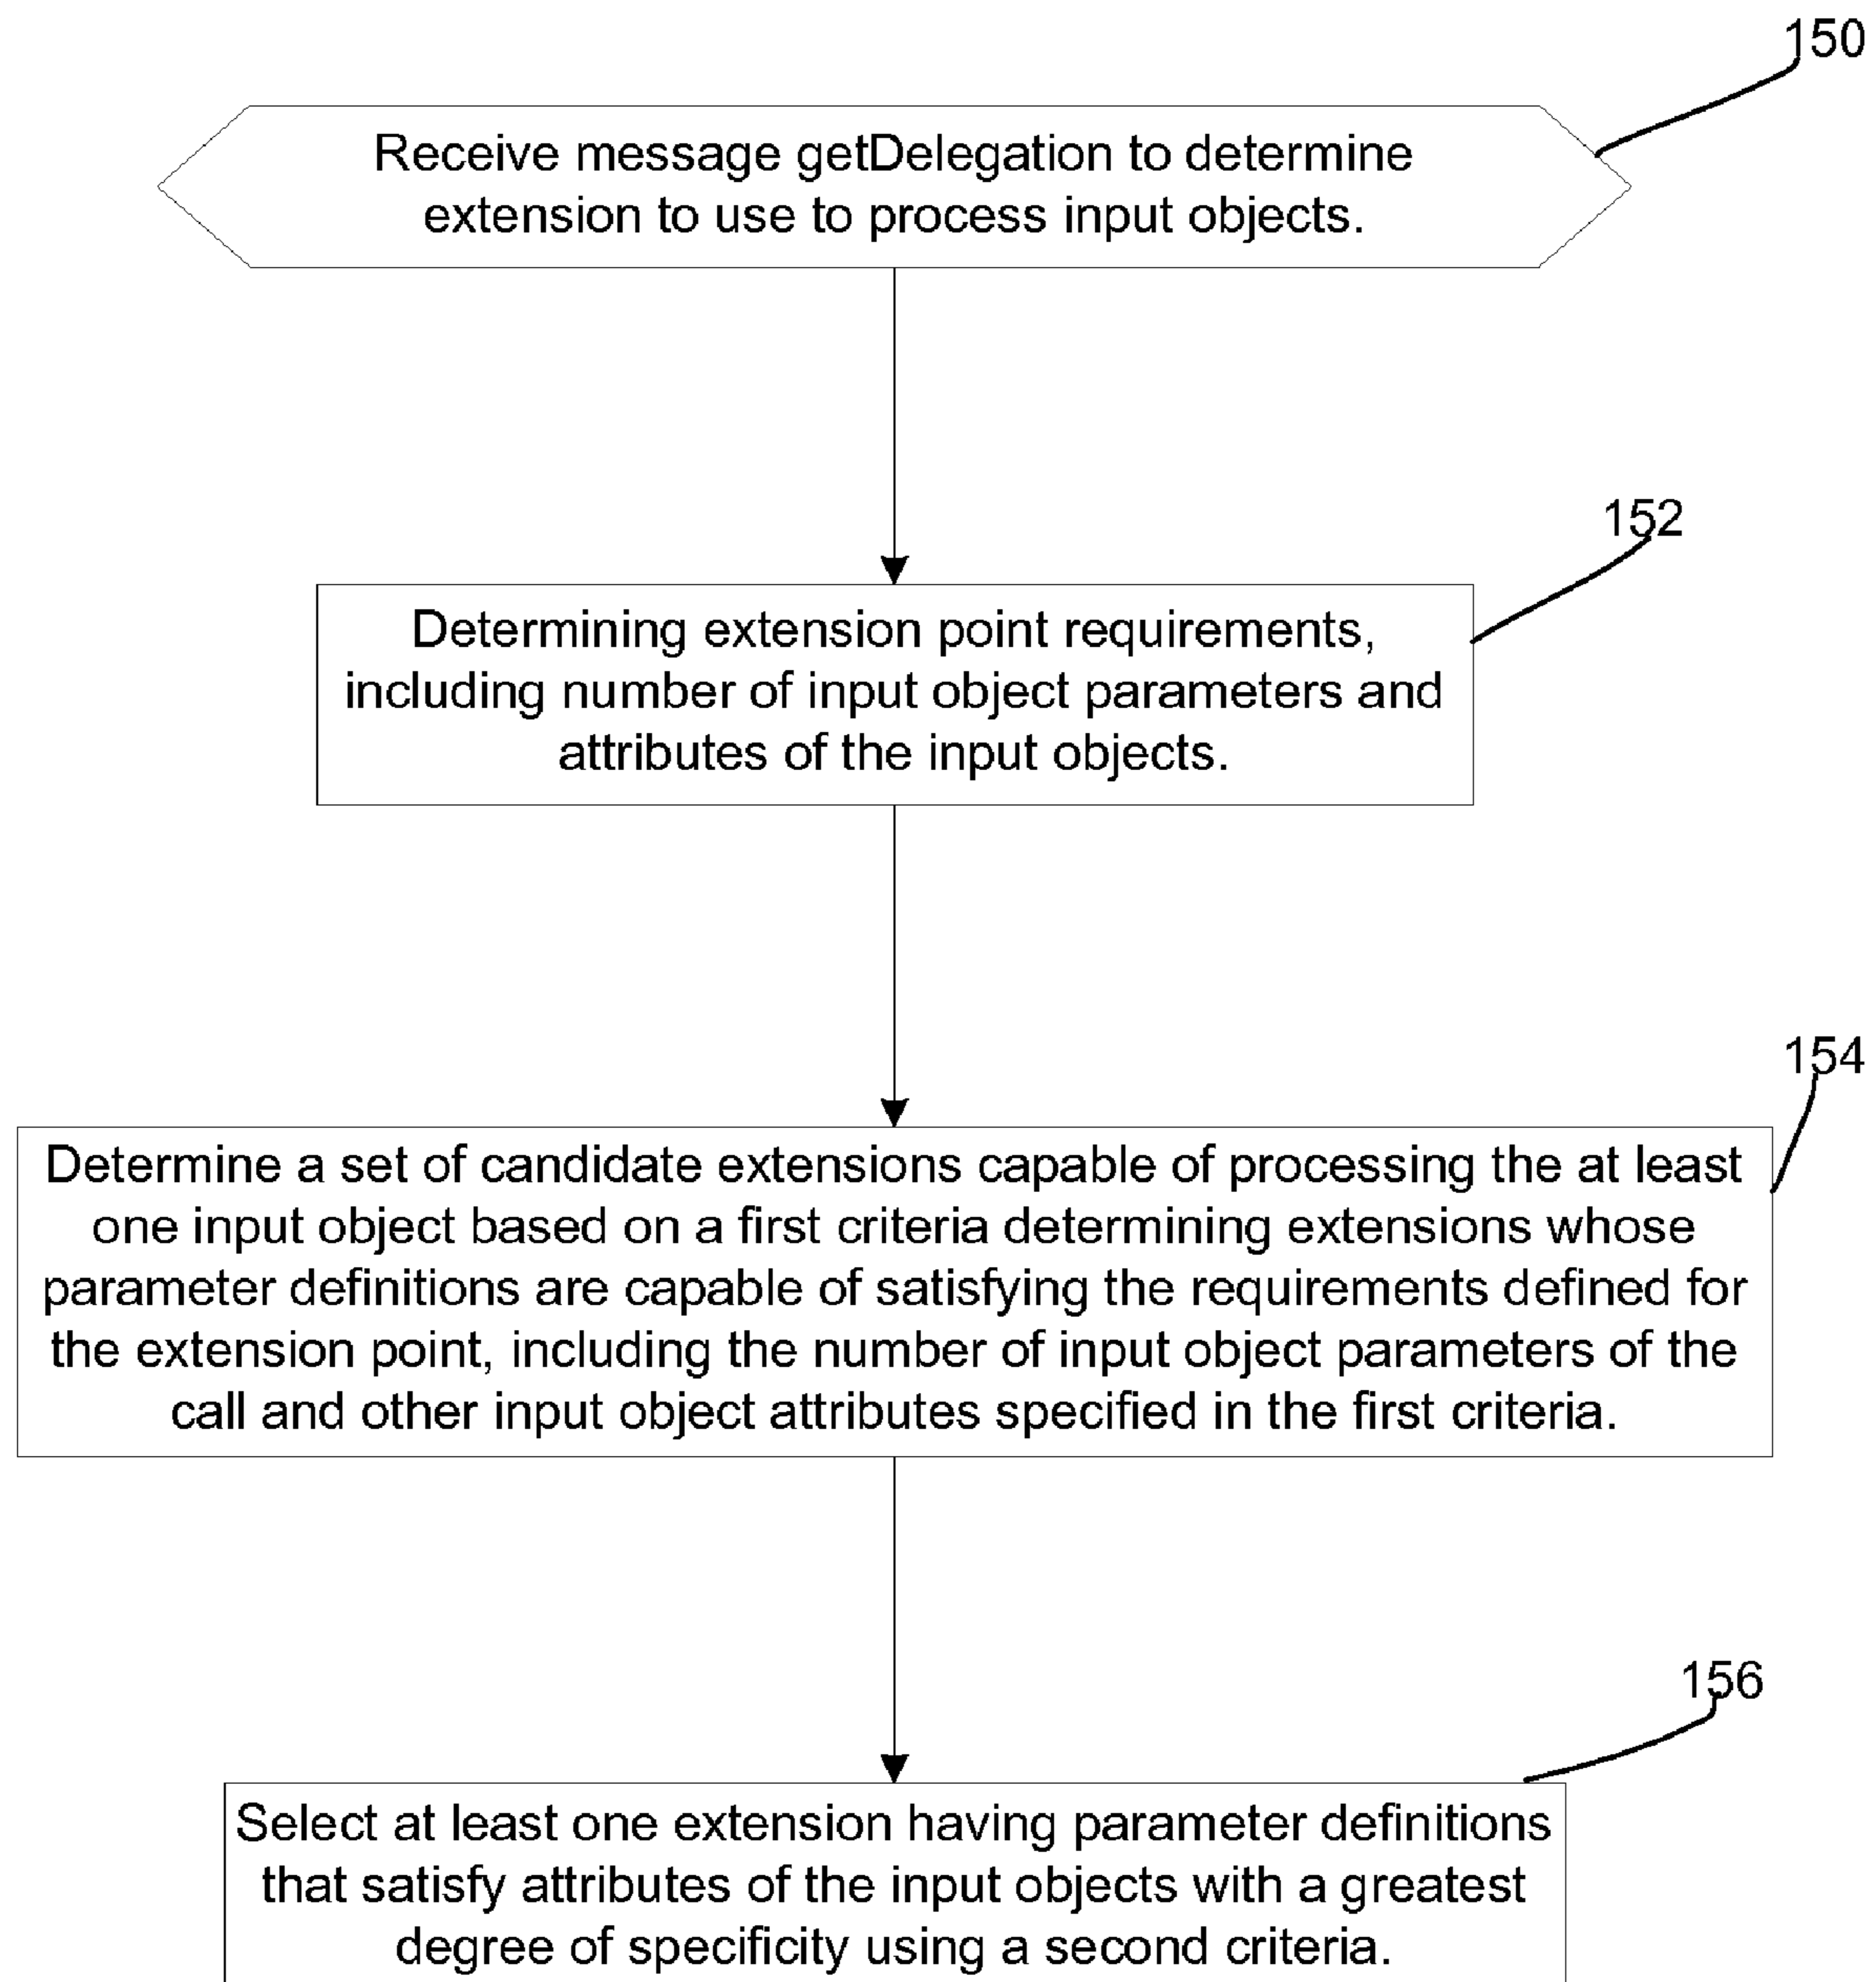 150
Receive message getDelegation to determine
extension to use to process input objects.
152
Determining extension point requirements,
including number of input object parameters and
attributes of the input objects.
154
Determine a set of candidate extensions capable of processing the at least
one input object based on a first criteria determining extensions whose
parameter definitions are capable of satisfying the requirements defined for
the extension point, including the number of input object parameters of the
call and other input object attributes specified in the first criteria.
156
Select at least one extension having parameter definitions
that satisfy attributes of the input objects with a greatest
degree of specificity using a second criteria.